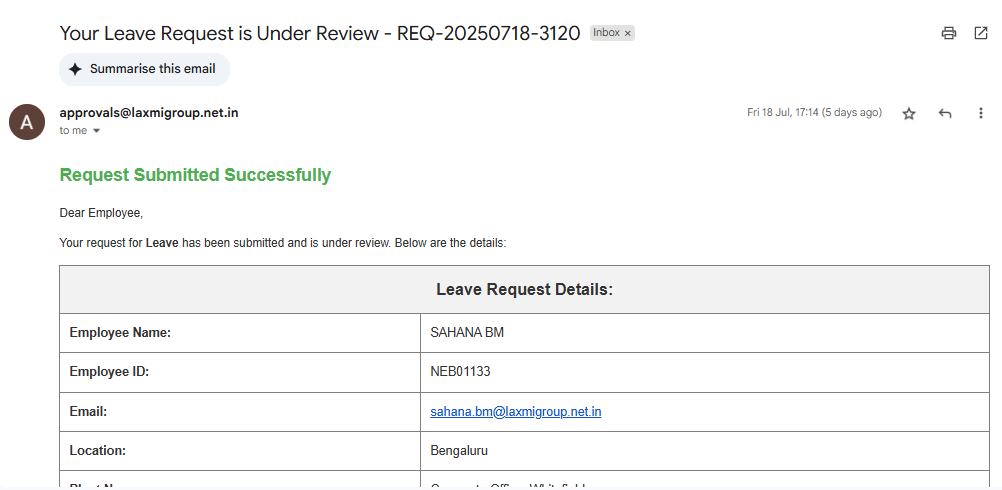 Your Leave Request is Under Review - REQ-20250718-3120 Inbox ×
Summarise this email
A
approvals@laxmigroup.net.in
Fri 18 Jul, 17:14 (5 days ago)
to me
Request Submitted Successfully
Dear Employee,
Your request for Leave has been submitted and is under review. Below are the details:
Leave Request Details:
Employee Name: SAHANA BM
Employee ID: NEB01133
Email: sahana.bm@laxmigroup.net.in
Location: Bengaluru